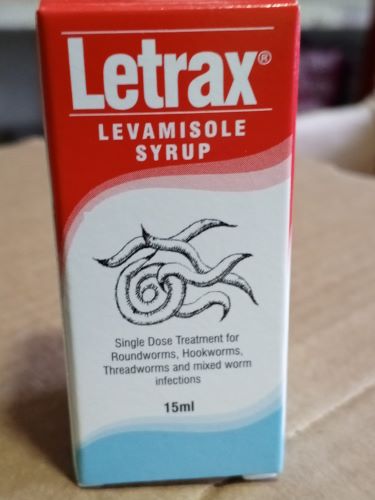 Letrax®
LEVAMISOLE
SYRUP
Single Dose Treatment for
Roundworms, Hookworms,
Threadworms and mixed worm
infections
15ml